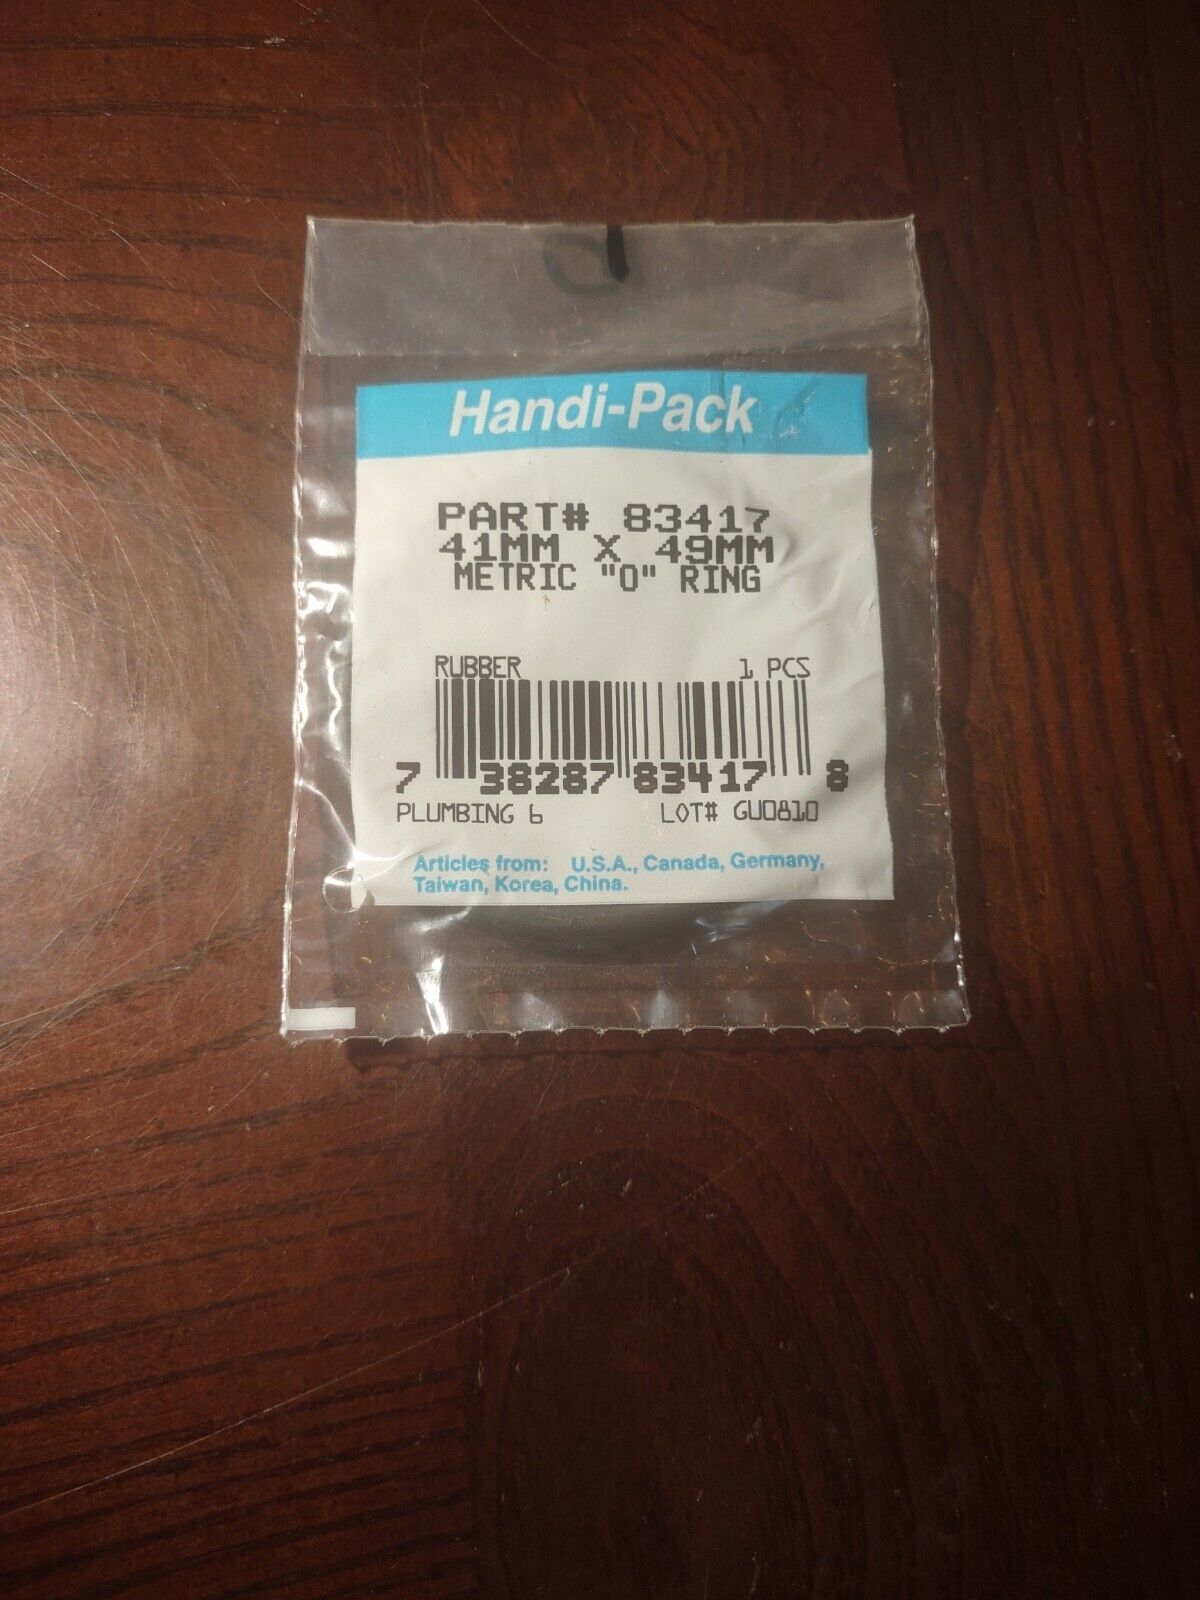 Handi-Pack
PART# 83417
41MM X 49MM
METRIC "O" RING
RUBBER 1 PCS
7 38287 83417 8
PLUMBING 6 LOT# GU0810
Articles from: U.S.A., Canada, Germany,
Taiwan, Korea, China.